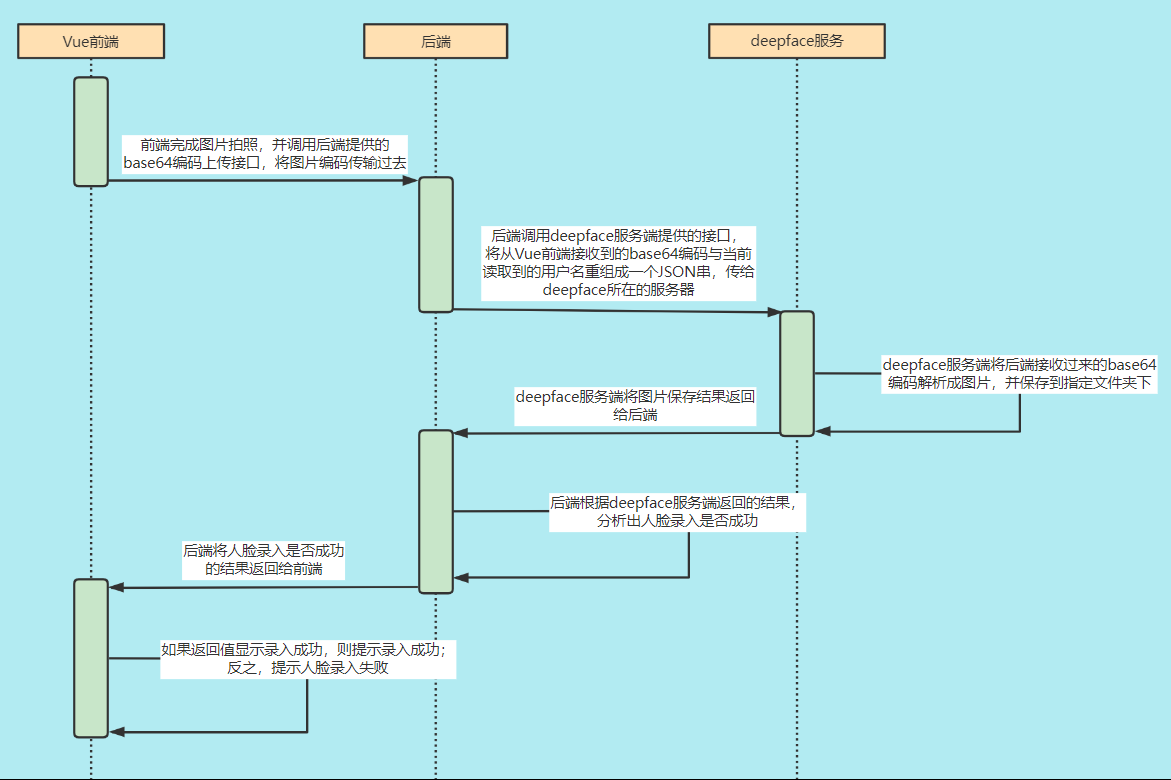 Vue前端
后端
deepface服务
前端完成图片拍照，并调用后端提供的
base64编码上传接口，将图片编码传输过去
后端调用deepface服务端提供的接口，
将从Vue前端接收到的base64编码与当前
读取到的用户名重组成一个JSON串，传给
deepface所在的服务器
deepface服务端将后端接收过来的base64
编码解析成图片，并保存到指定文件夹下
deepface服务端将图片保存结果返回
给后端
后端根据deepface服务端返回的结果，
分析出人脸录入是否成功
后端将人脸录入是否成功
的结果返回给前端
如果返回值显示录入成功，则提示录入成功；
反之，提示人脸录入失败